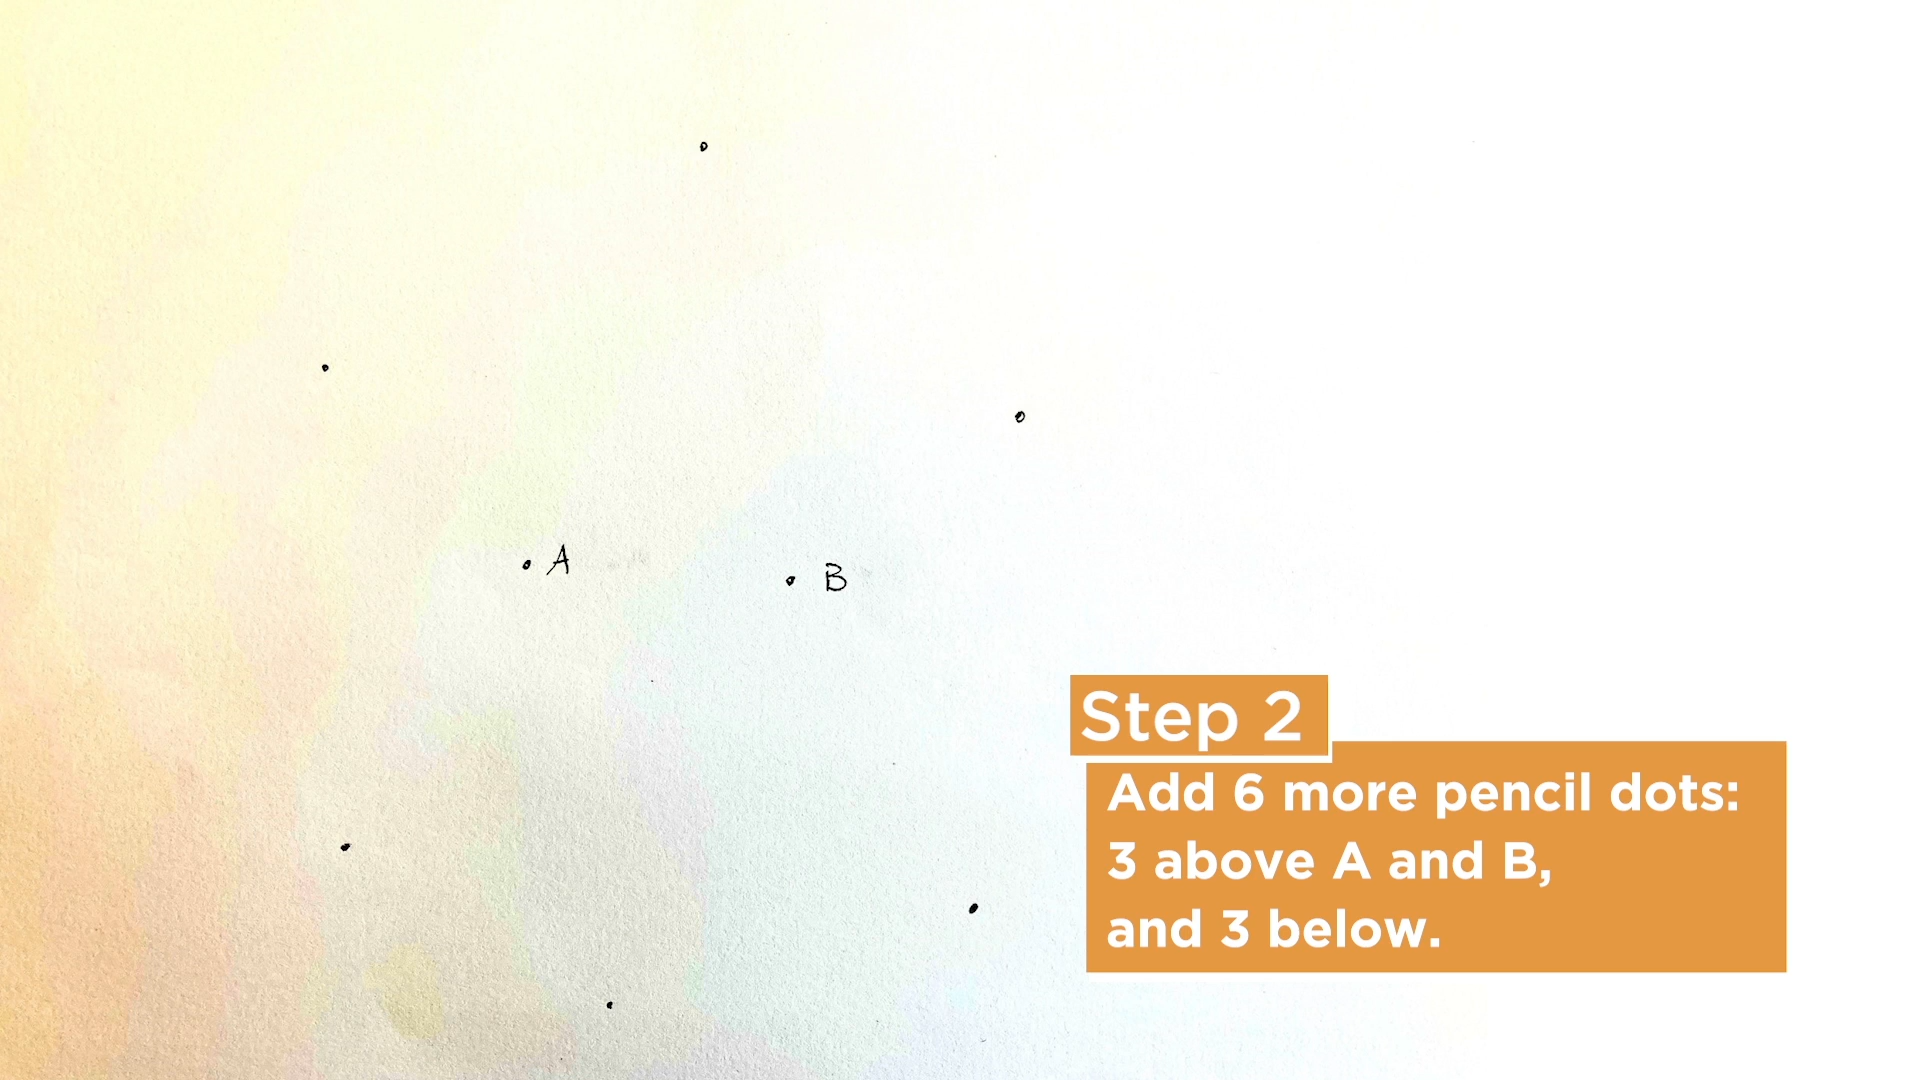 A
B
Step 2
Add 6 more pencil dots:
3 above A and B,
and 3 below.